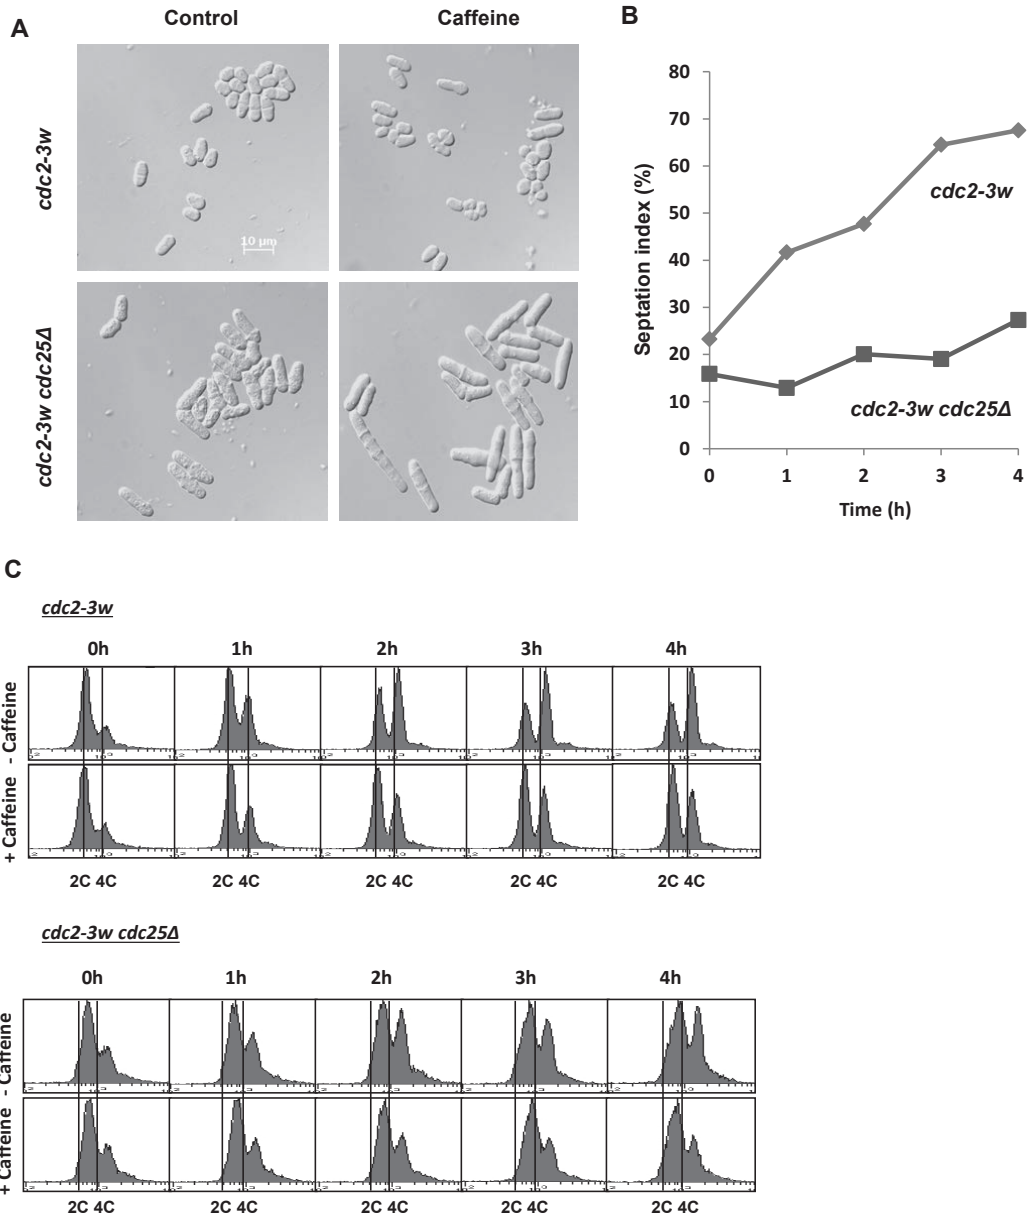 A
Control
Caffeine
cdc2-3w
10 µm
cdc2-3w cdc25Δ
B
80
70
60
50
40
30
20
10
0
Septation index (%)
cdc2-3w
cdc2-3w cdc25Δ
0 1 2 3 4
Time (h)
C
cdc2-3w
0h 1h 2h 3h 4h
- Caffeine
+ Caffeine
2C 4C 2C 4C 2C 4C 2C 4C 2C 4C
cdc2-3w cdc25Δ
0h 1h 2h 3h 4h
- Caffeine
+ Caffeine
2C 4C 2C 4C 2C 4C 2C 4C 2C 4C